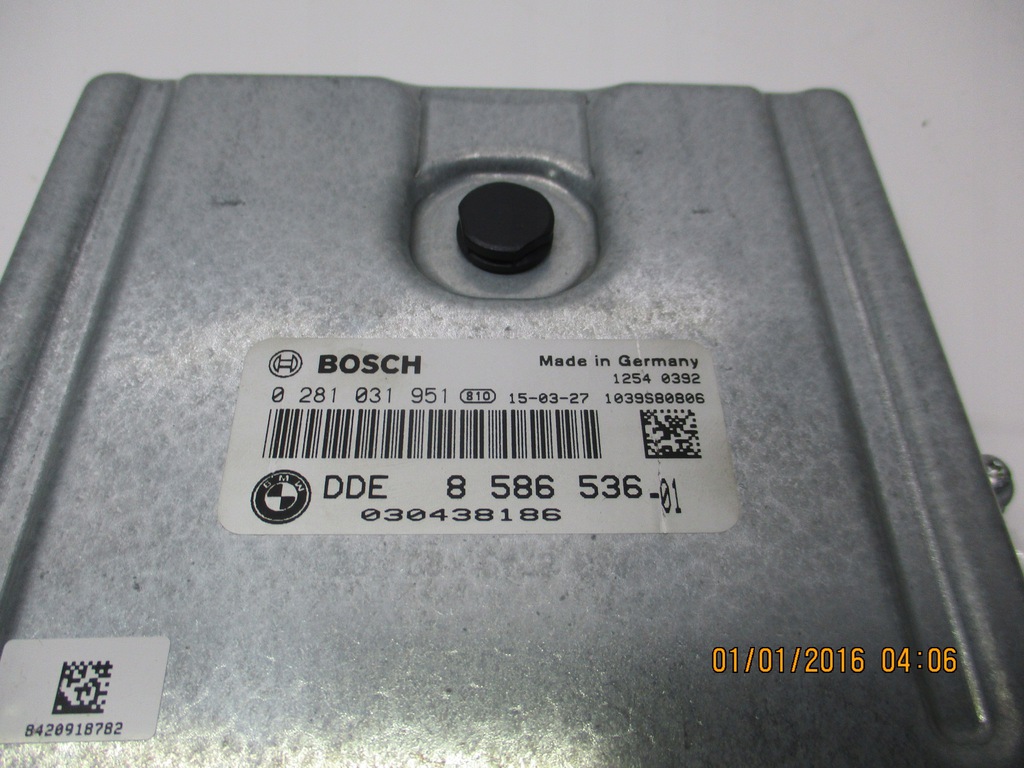 BOSCH Made in Germany
1254 0392
0 281 031 951 810 15-03-27 1039S80806
BMW DDE 8 586 536-01
030438186
01/01/2016 04:06
8420918782